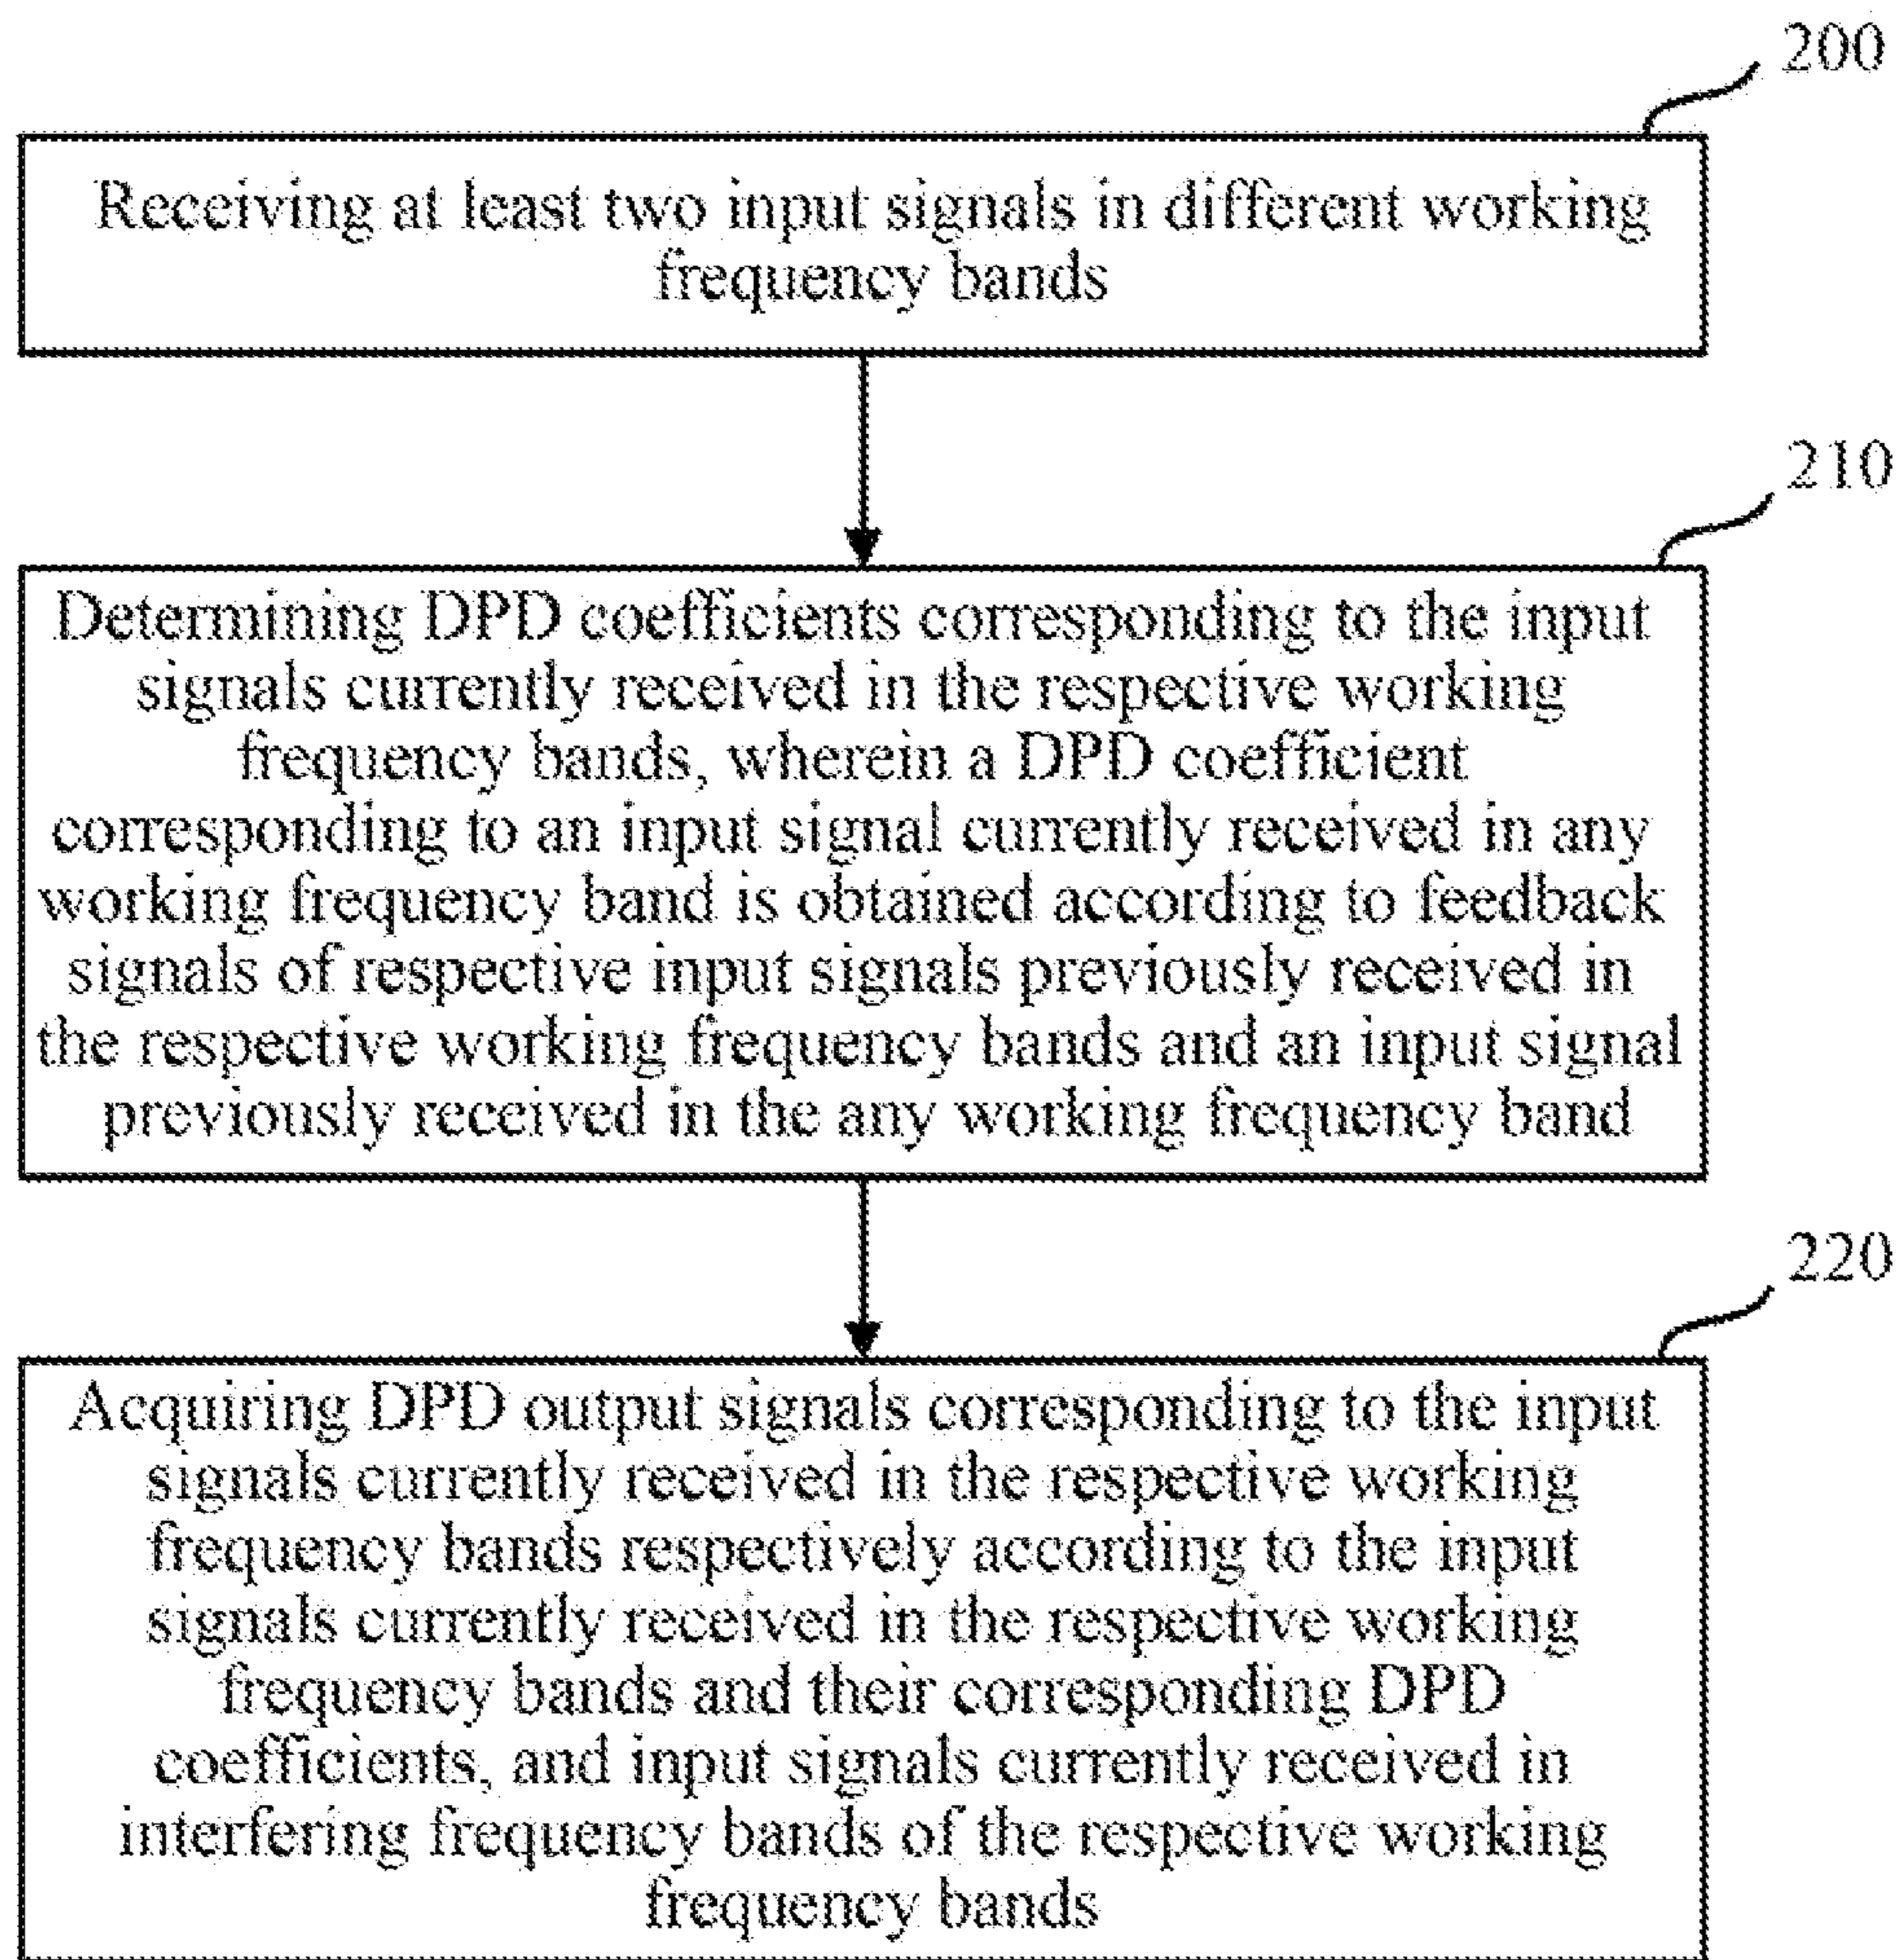 200
Receiving at least two input signals in different working
frequency bands
210
Determining DPD coefficients corresponding to the input
signals currently received in the respective working
frequency bands, wherein a DPD coefficient
corresponding to an input signal currently received in any
working frequency band is obtained according to feedback
signals of respective input signals previously received in
the respective working frequency bands and an input signal
previously received in the any working frequency band
220
Acquiring DPD output signals corresponding to the input
signals currently received in the respective working
frequency bands respectively according to the input
signals currently received in the respective working
frequency bands and their corresponding DPD
coefficients, and input signals currently received in
interfering frequency bands of the respective working
frequency bands